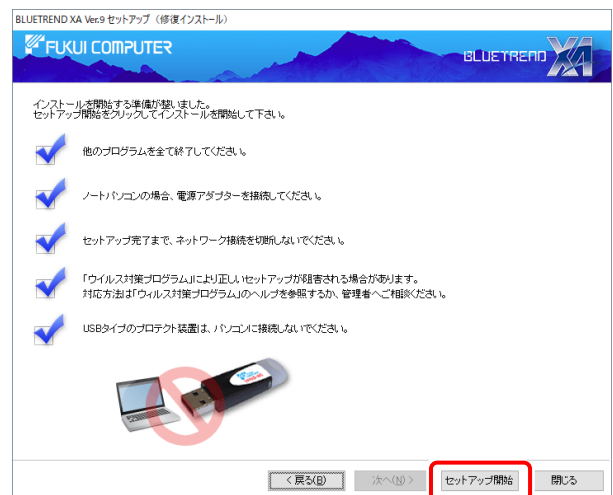 BLUETREND XA Ver.9 セットアップ（修復インストール）
FUKUI COMPUTER
BLUETREND XA
インストールを開始する準備が整いました。
セットアップ開始をクリックしてインストールを開始して下さい。
他のプログラムを全て終了してください。
ノートパソコンの場合、電源アダプターを接続してください。
セットアップ完了まで、ネットワーク接続を切断しないでください。
「ウイルス対策プログラム」により正しいセットアップが阻害される場合があります。
対応方法は「ウィルス対策プログラム」のヘルプを参照するか、管理者へご相談ください。
USBタイプのプロテクト装置は、パソコンに接続しないでください。
< 戻る(B) 次へ(N) > セットアップ開始 閉じる